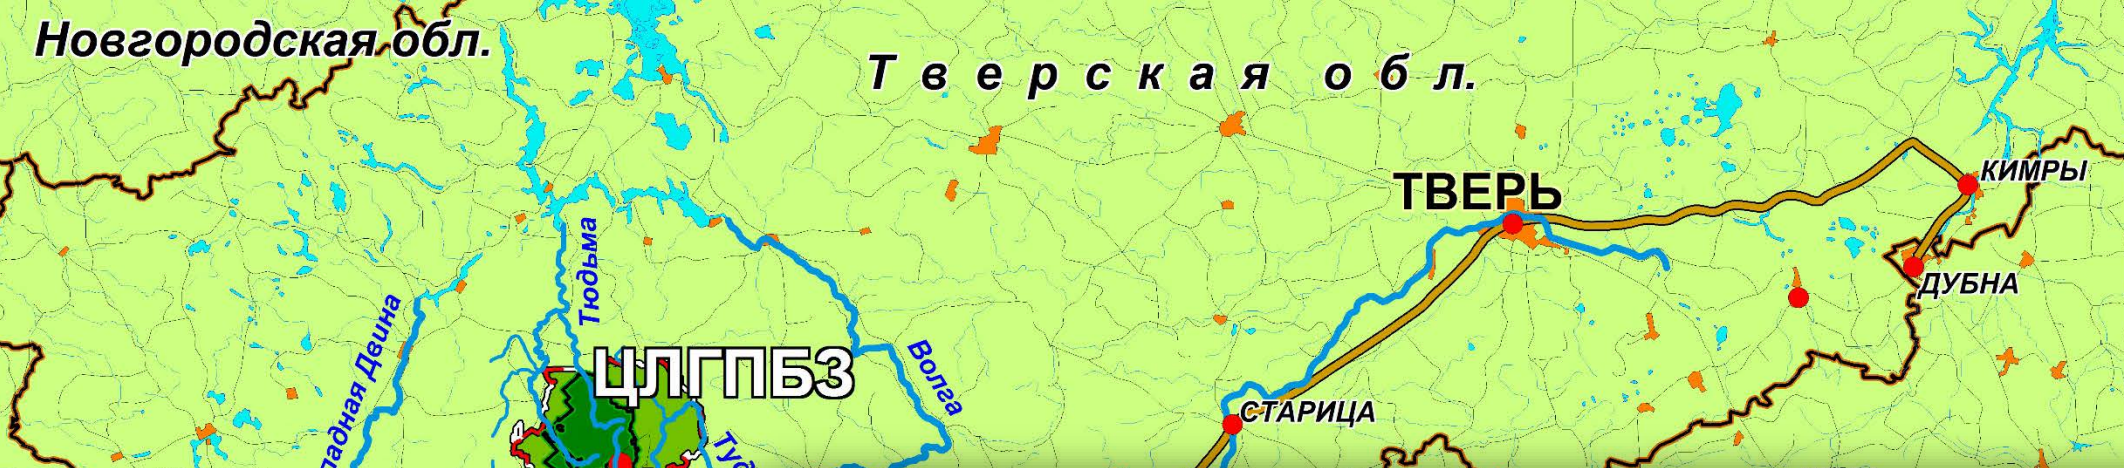 Новгородская обл.
Тверская обл.
КИМРЫ
ТВЕРЬ
Тюдьма
ДУБНА
ЦЛГПБЗ
Волга
СТАРИЦА